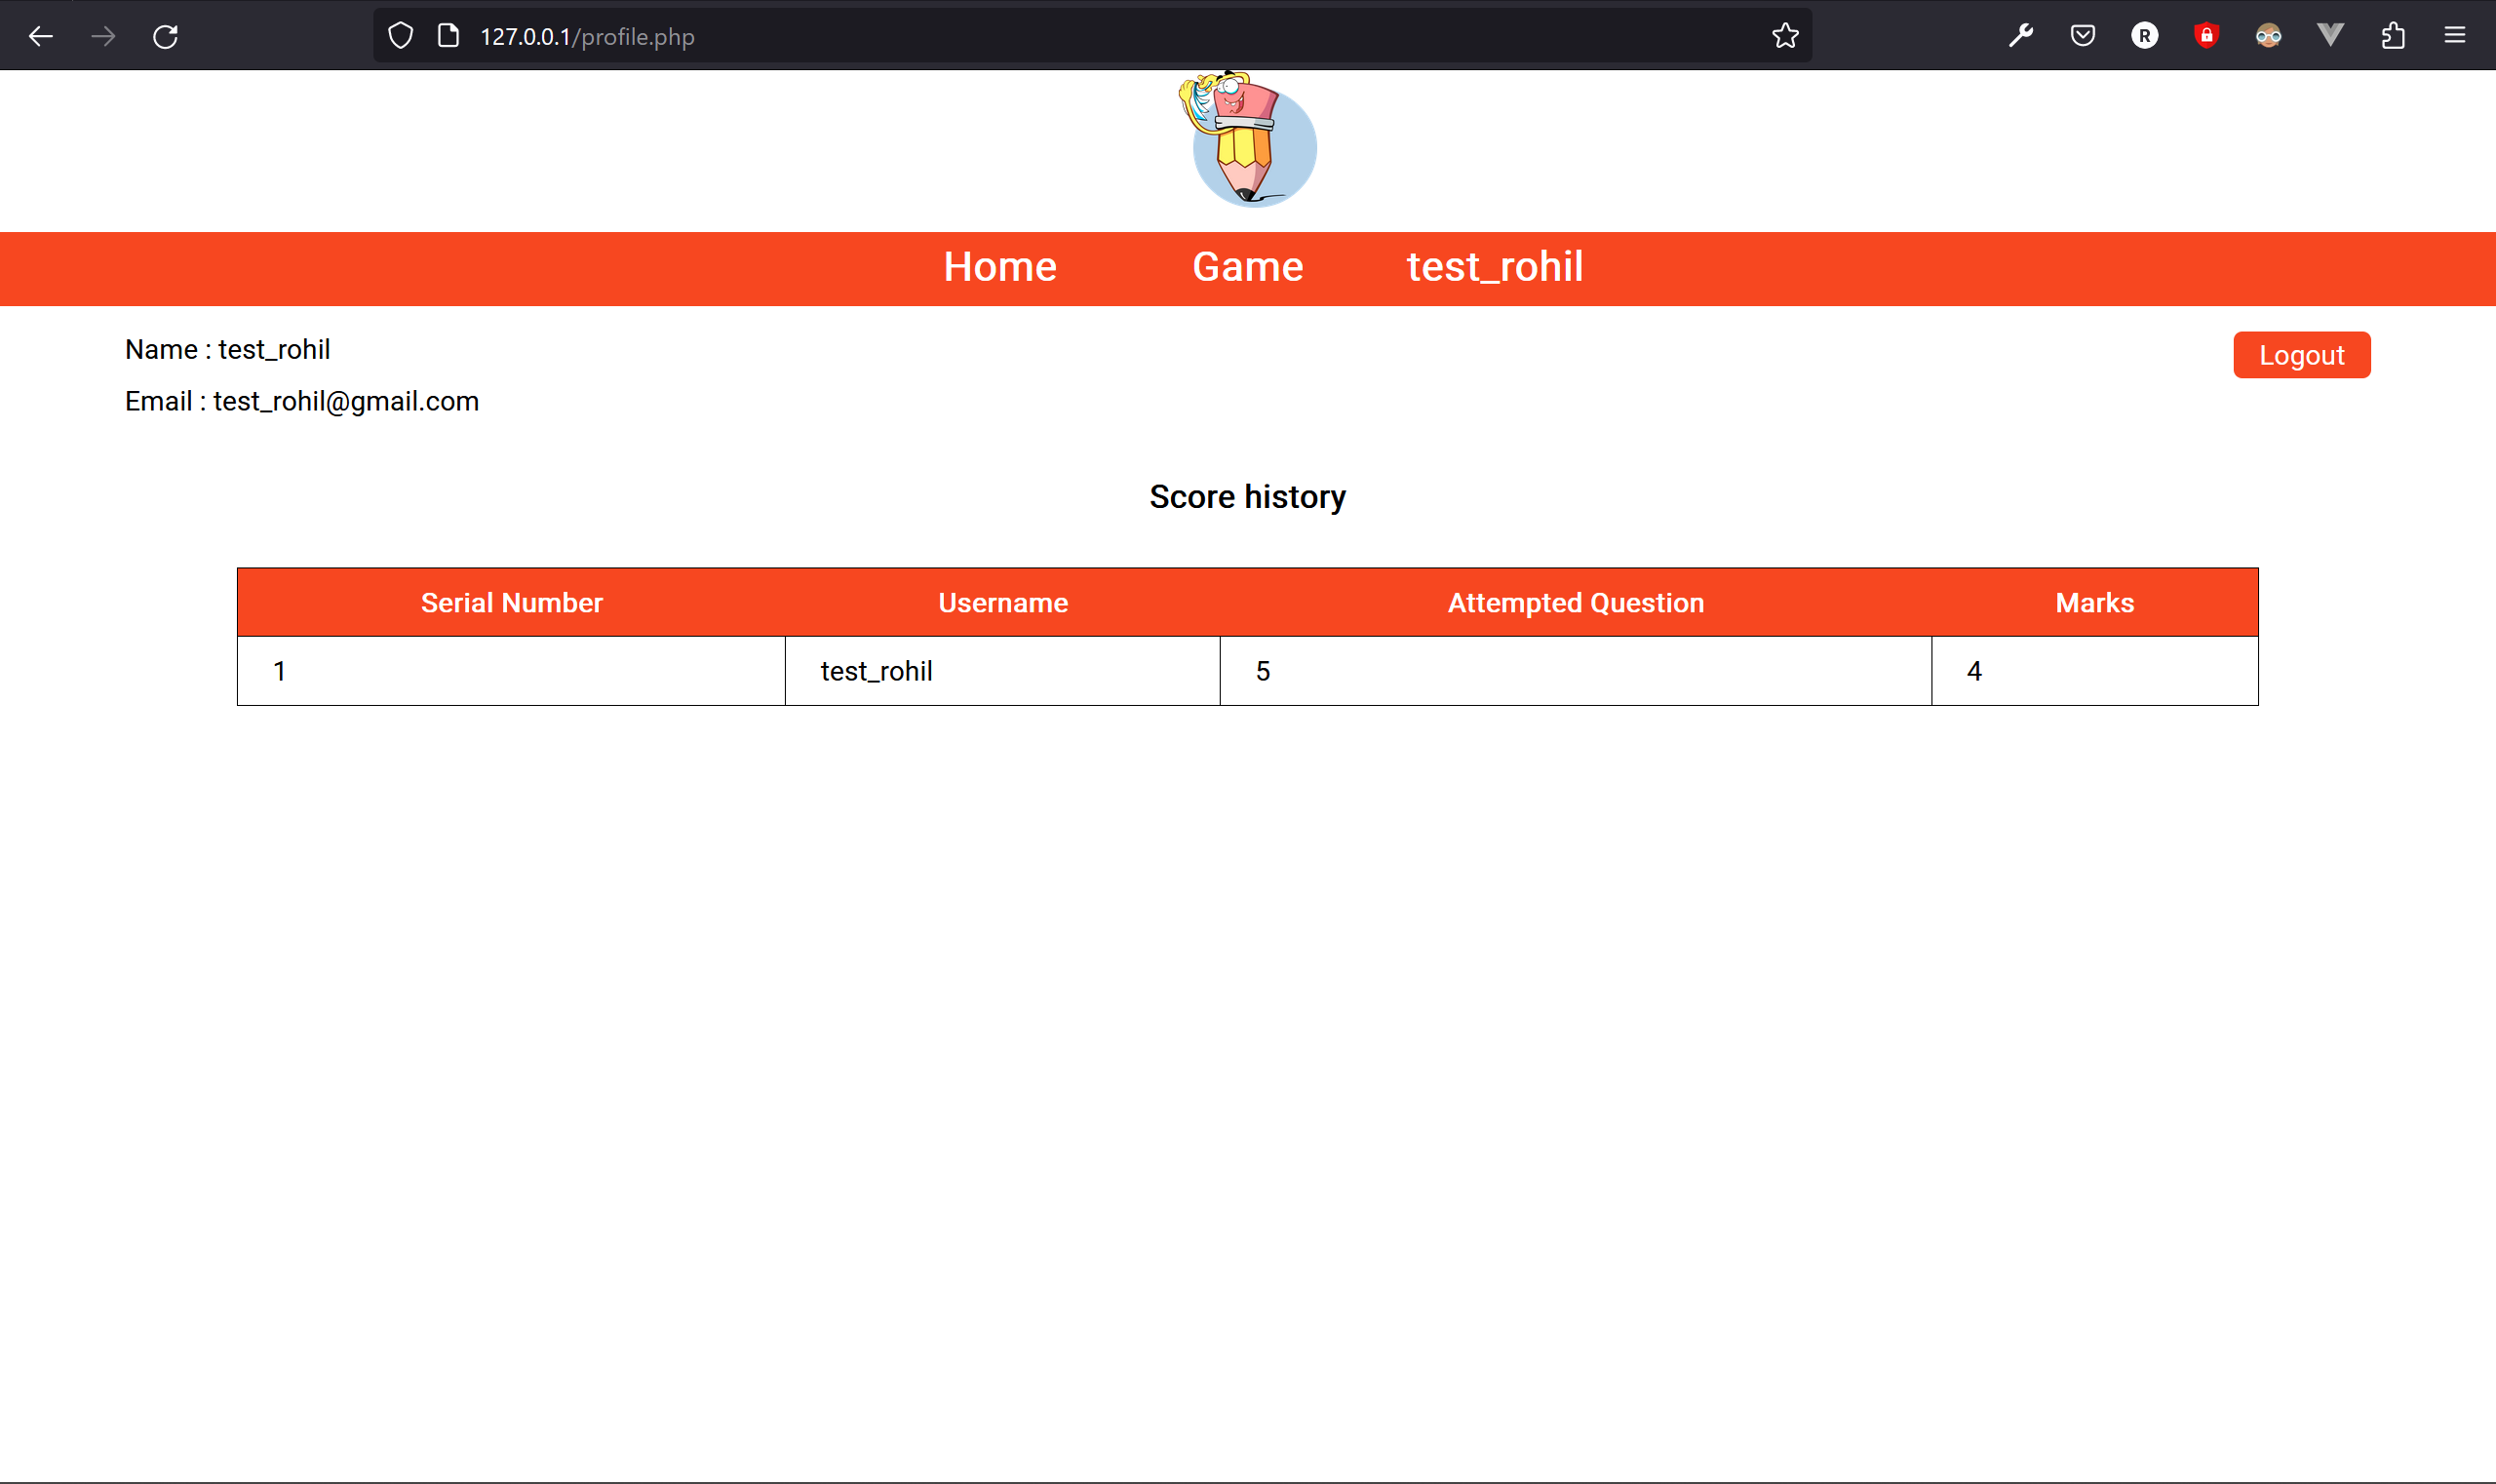 127.0.0.1/profile.php
R
Home Game test_rohil
Name : test_rohil
Logout
Email : test_rohil@gmail.com
Score history
Serial Number Username Attempted Question Marks
1 test_rohil 5 4